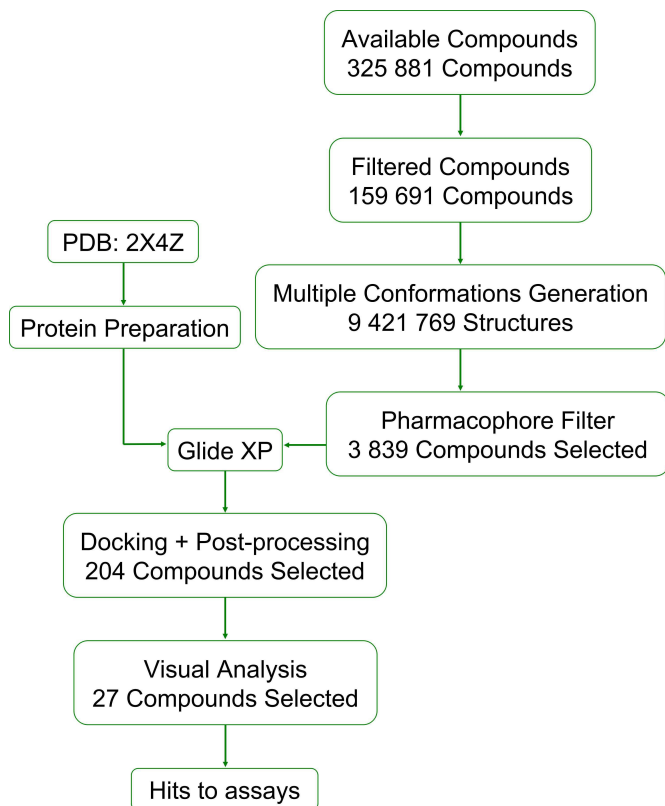 Available Compounds
325 881 Compounds
Filtered Compounds
159 691 Compounds
PDB: 2X4Z
Multiple Conformations Generation
9 421 769 Structures
Protein Preparation
Pharmacophore Filter
3 839 Compounds Selected
Glide XP
Docking + Post-processing
204 Compounds Selected
Visual Analysis
27 Compounds Selected
Hits to assays